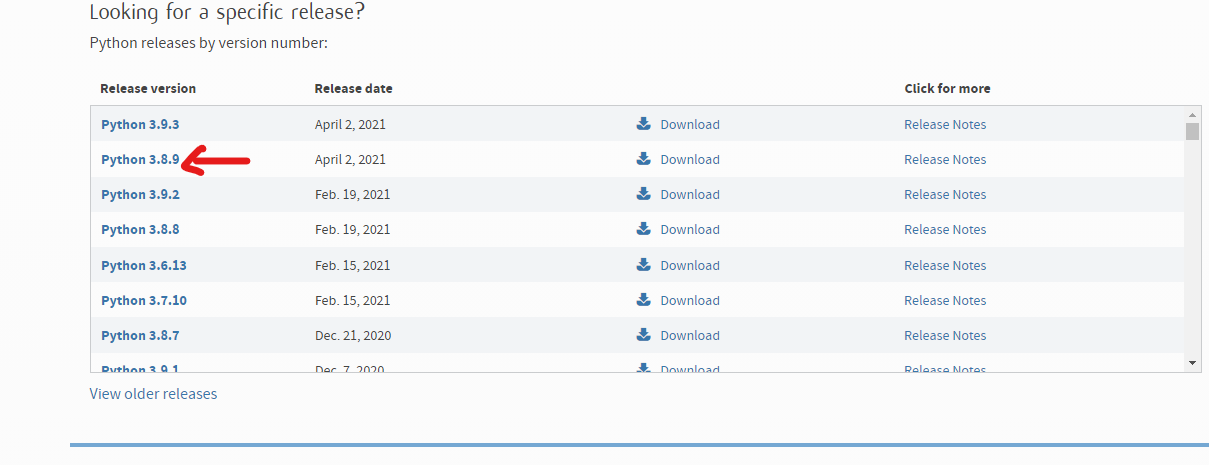 Looking for a specific release?
Python releases by version number:
Release version Release date Click for more
Python 3.9.3 April 2, 2021 Download Release Notes
Python 3.8.9 April 2, 2021 Download Release Notes
Python 3.9.2 Feb. 19, 2021 Download Release Notes
Python 3.8.8 Feb. 19, 2021 Download Release Notes
Python 3.6.13 Feb. 15, 2021 Download Release Notes
Python 3.7.10 Feb. 15, 2021 Download Release Notes
Python 3.8.7 Dec. 21, 2020 Download Release Notes
Python 3.9.1 Dec. 7, 2020 Download Release Notes
View older releases